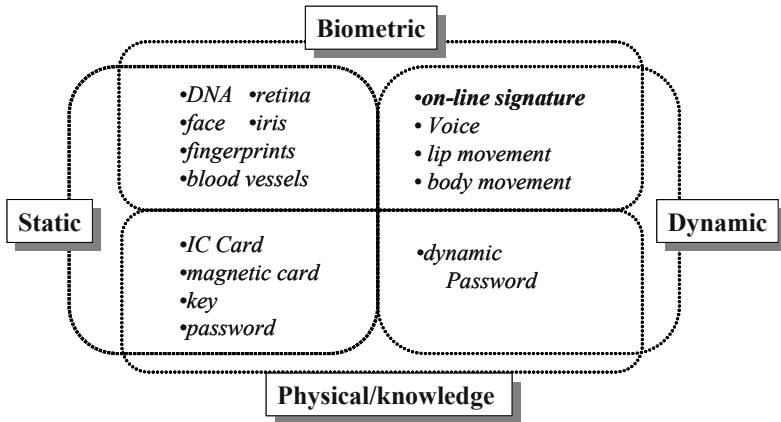 Biometric
•DNA •retina
•face •iris
•fingerprints
•blood vessels
•on-line signature
• Voice
• lip movement
• body movement
Static
Dynamic
•IC Card
•magnetic card
•key
•password
•dynamic
Password
Physical/knowledge